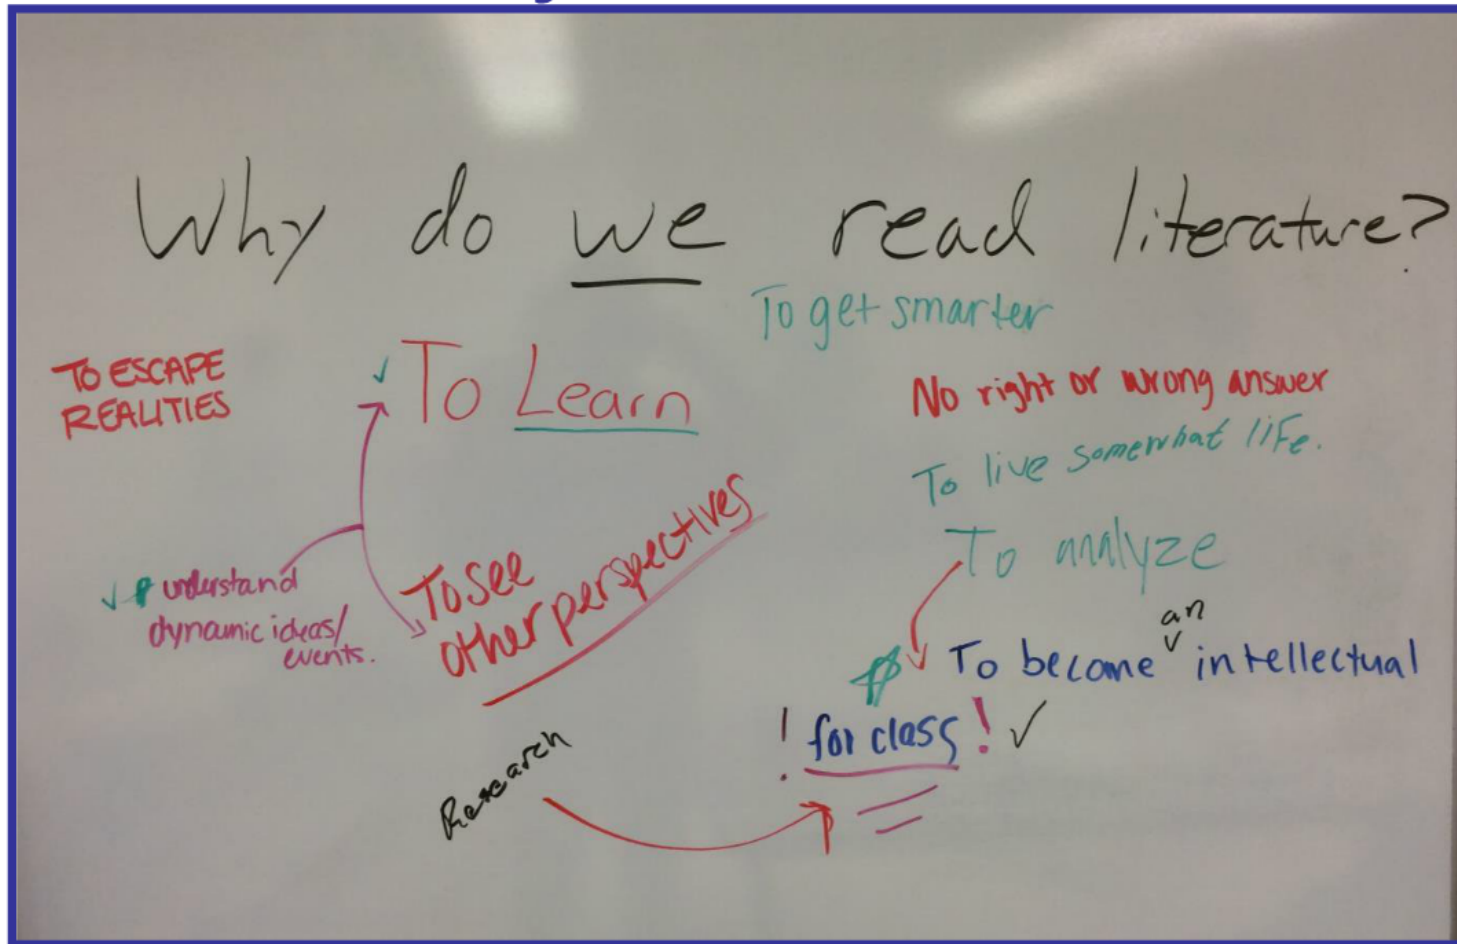 Why do we read literature?
To get smarter
TO ESCAPE
REALITIES
To Learn
No right or wrong answer
To live somewhat life.
To analyze
understand
dynamic ideas/
events.
To see
other perspectives
an
To become intellectual
! for class !
Research